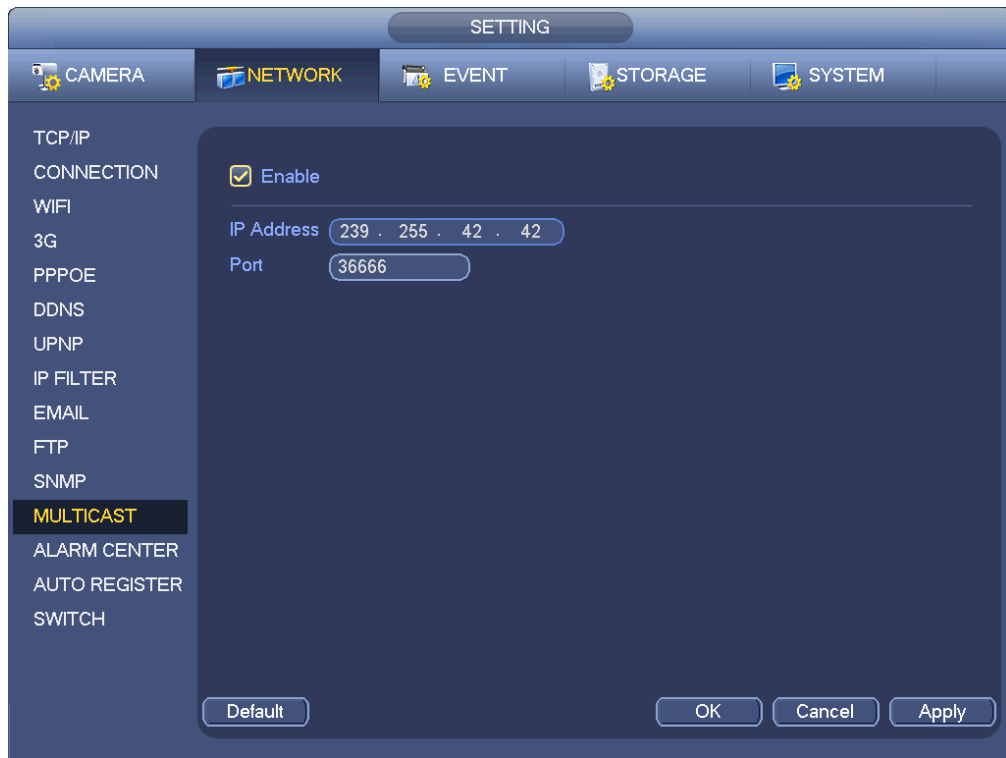 SETTING
CAMERA NETWORK EVENT STORAGE SYSTEM
TCP/IP
CONNECTION
WIFI
3G
PPPOE
DDNS
UPNP
IP FILTER
EMAIL
FTP
SNMP
MULTICAST
ALARM CENTER
AUTO REGISTER
SWITCH
Enable
IP Address 239 . 255 . 42 . 42
Port 36666
Default OK Cancel Apply